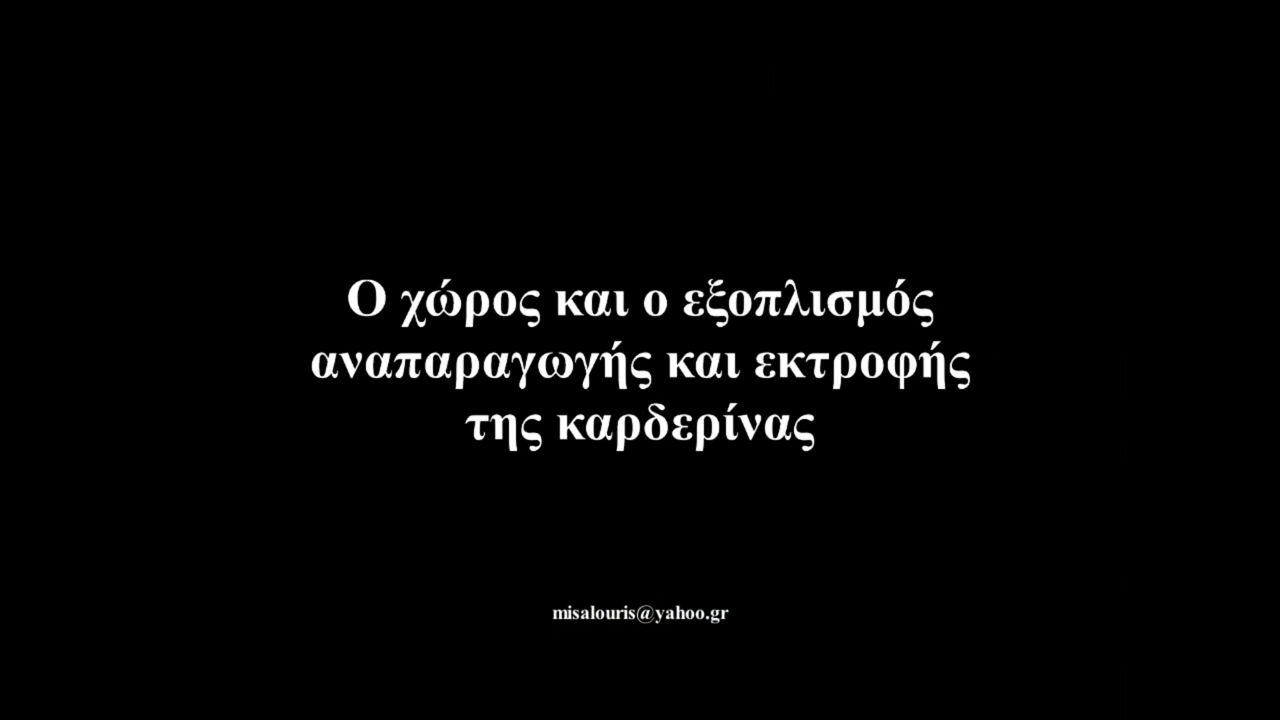 Ο χώρος και ο εξοπλισμός
αναπαραγωγής και εκτροφής
της καρδερίνας
misalouris@yahoo.gr